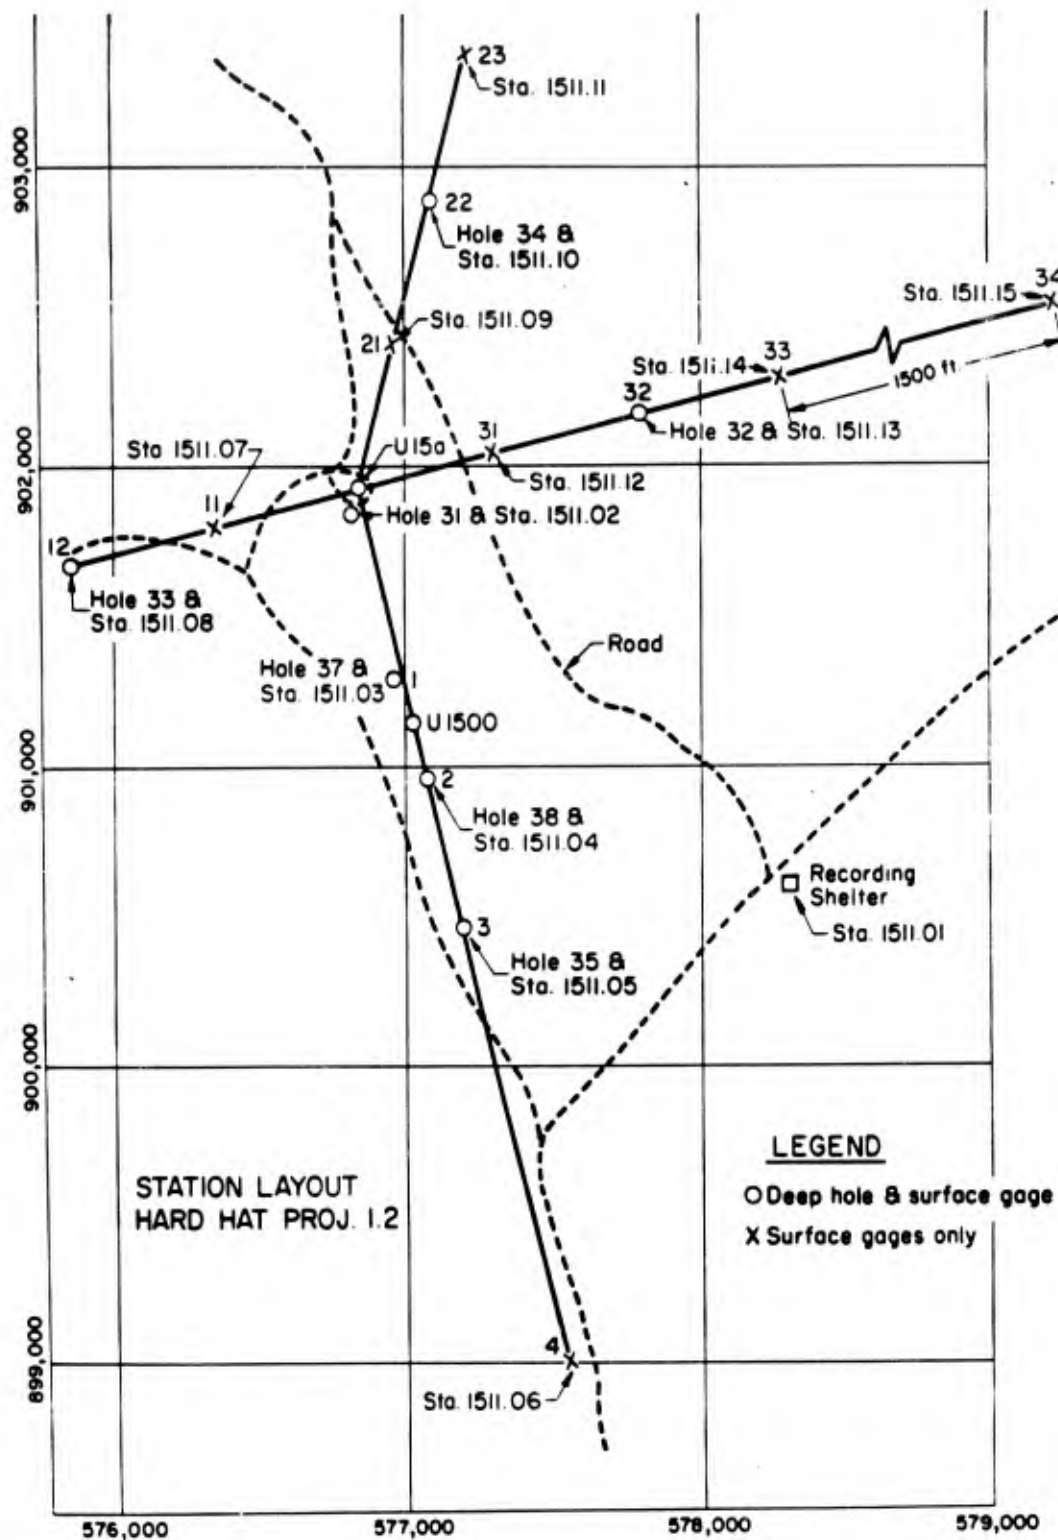 23
Sta. 1511.11
903,000
22
Hole 34 &
Sta. 1511.10
34
Sta. 1511.15
Sta. 1511.09
21
33
Sta. 1511.14
1500 ft.
32
Hole 32 & Sta. 1511.13
31
Sta. 1511.12
Sta 1511.07
U15a
902,000
11
Hole 31 & Sta. 1511.02
12
Hole 33 &
Sta. 1511.08
Road
Hole 37 &
Sta. 1511.03
1
U1500
901,000
2
Hole 38 &
Sta. 1511.04
Recording
Shelter
Sta. 1511.01
3
Hole 35 &
Sta. 1511.05
900,000
LEGEND
O Deep hole & surface gage
X Surface gages only
STATION LAYOUT
HARD HAT PROJ. 1.2
899,000
4
Sta. 1511.06
576,000
577,000
578,000
579,000